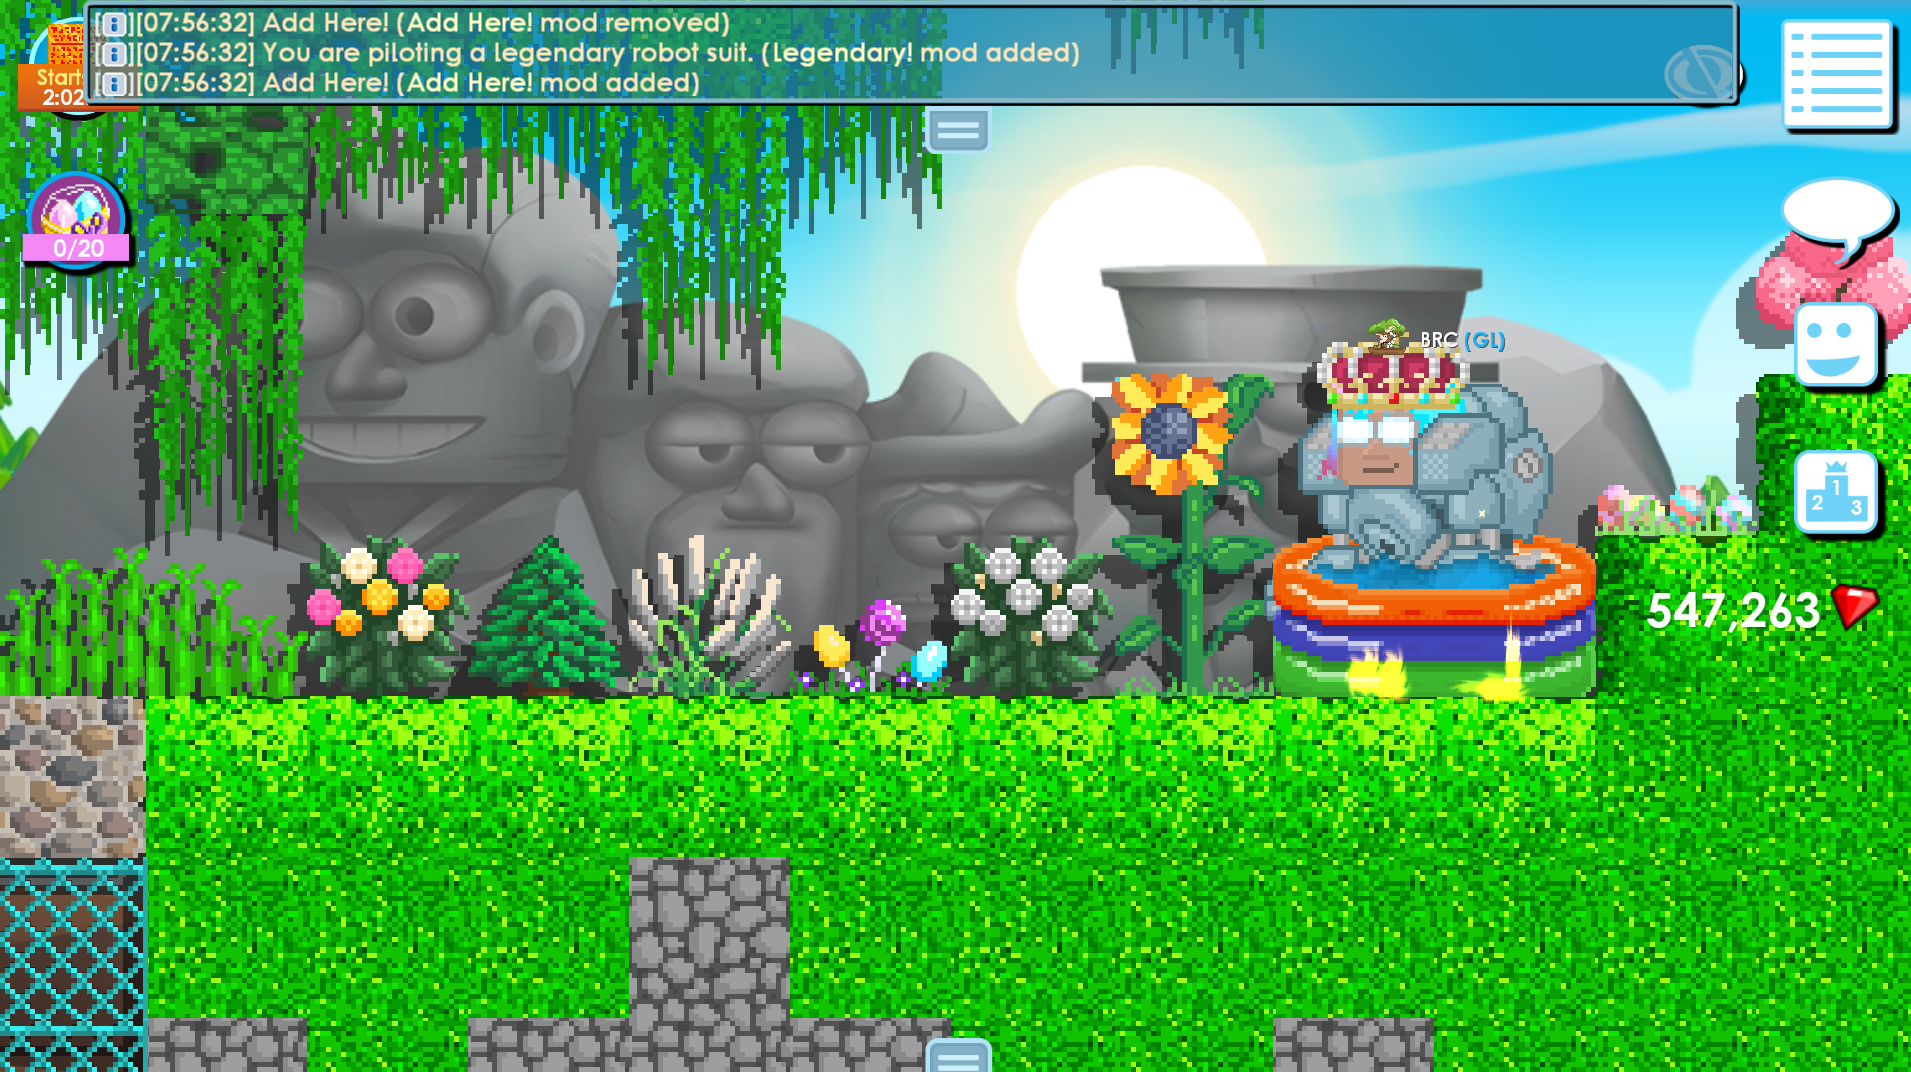 [07:56:32] Add Here! (Add Here! mod removed)
[07:56:32] You are piloting a legendary robot suit. (Legendary! mod added)
[07:56:32] Add Here! (Add Here! mod added)
2:02
0/20
BRC (GL)
1
2 3
547,263